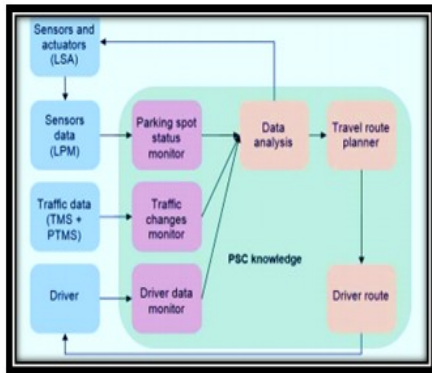 Sensors and
actuators
(LSA)
Sensors
data
(LPM)
Parking spot
status
monitor
Data
analysis
Travel route
planner
Traffic data
(TMS +
PTMS)
Traffic
changes
monitor
PSC knowledge
Driver
Driver data
monitor
Driver route